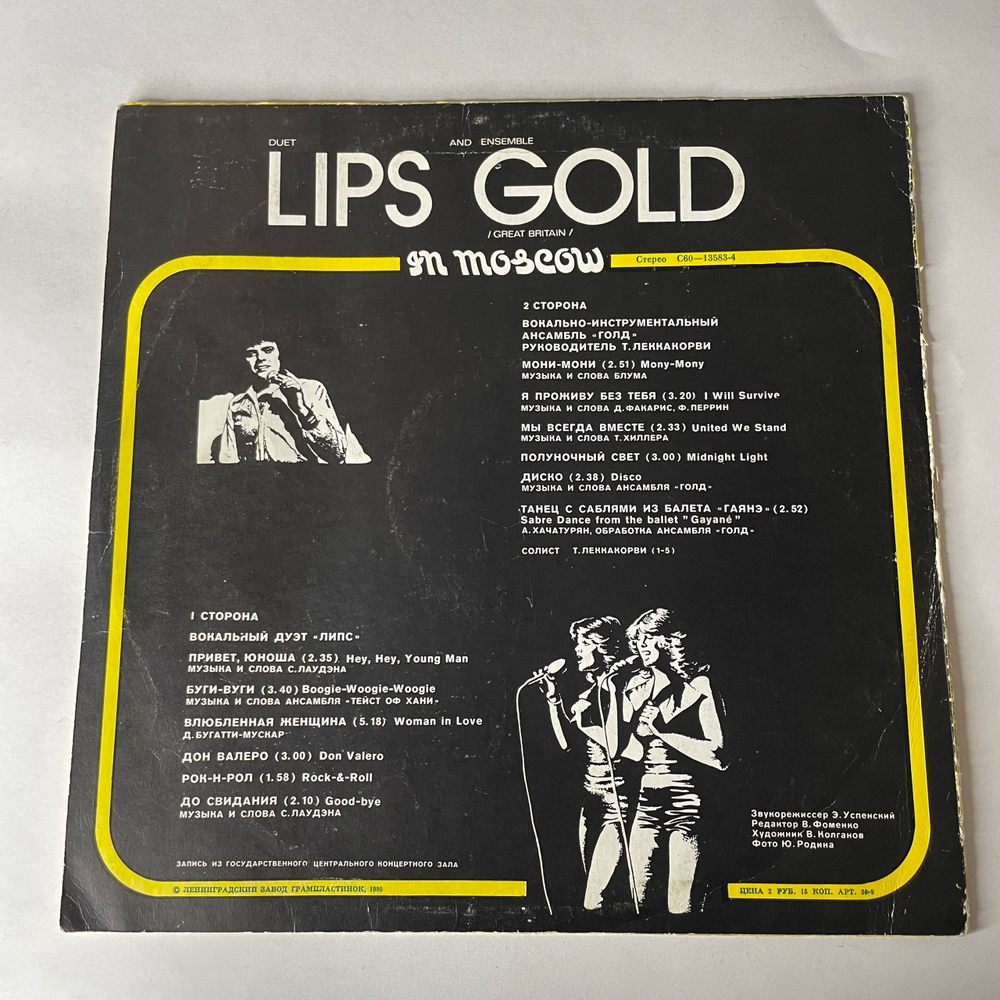 DUET AND ENSEMBLE
LIPS GOLD
/GREAT BRITAIN/
in moscow
Стерео С60—13583-4
2 СТОРОНА
ВОКАЛЬНО-ИНСТРУМЕНТАЛЬНЫЙ
АНСАМБЛЬ «ГОЛД»
РУКОВОДИТЕЛЬ Т.ЛЕККАКОРВИ
МОНИ-МОНИ (2.51) Mony-Mony
МУЗЫКА И СЛОВА БЛУМА
Я ПРОЖИВУ БЕЗ ТЕБЯ (3.20) I Will Survive
МУЗЫКА И СЛОВА Д.ФАКАРИС, Ф.ПЕРРИН
МЫ ВСЕГДА ВМЕСТЕ (2.33) United We Stand
МУЗЫКА И СЛОВА Т.ХИЛЛЕРА
ПОЛУНОЧНЫЙ СВЕТ (3.00) Midnight Light
ДИСКО (2.38) Disco
МУЗЫКА И СЛОВА АНСАМБЛЯ «ГОЛД»
ТАНЕЦ С САБЛЯМИ ИЗ БАЛЕТА «ГАЯНЭ» (2.52)
Sabre Dance from the ballet "Gayané"
А.ХАЧАТУРЯН, ОБРАБОТКА АНСАМБЛЯ «ГОЛД»
СОЛИСТ Т.ЛЕККАКОРВИ (1-5)
1 СТОРОНА
ВОКАЛЬНЫЙ ДУЭТ «ЛИПС»
ПРИВЕТ, ЮНОША (2.35) Hey, Hey, Young Man
МУЗЫКА И СЛОВА С.ЛАУДЭНА
БУГИ-ВУГИ (3.40) Boogie-Woogie-Woogie
МУЗЫКА И СЛОВА АНСАМБЛЯ «ТЕЙСТ ОФ ХАНИ»
ВЛЮБЛЕННАЯ ЖЕНЩИНА (5.18) Woman in Love
Д.БУГАТТИ-МУСКАР
ДОН ВАЛЕРО (3.00) Don Valero
РОК-Н-РОЛ (1.58) Rock-&-Roll
ДО СВИДАНИЯ (2.10) Good-bye
МУЗЫКА И СЛОВА С.ЛАУДЭНА
Звукорежиссер Э.Успенский
Редактор В.Фоменко
Художник В.Колганов
Фото Ю.Родина
ЗАПИСЬ ИЗ ГОСУДАРСТВЕННОГО ЦЕНТРАЛЬНОГО КОНЦЕРТНОГО ЗАЛА
© ЛЕНИНГРАДСКИЙ ЗАВОД ГРАМПЛАСТИНОК, 1980
ЦЕНА 2 РУБ. 15 КОП. АРТ. 30-9